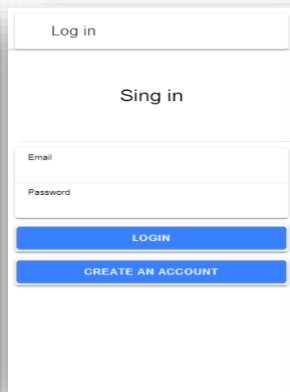 Log in
Sing in
Email
Password
LOGIN
CREATE AN ACCOUNT